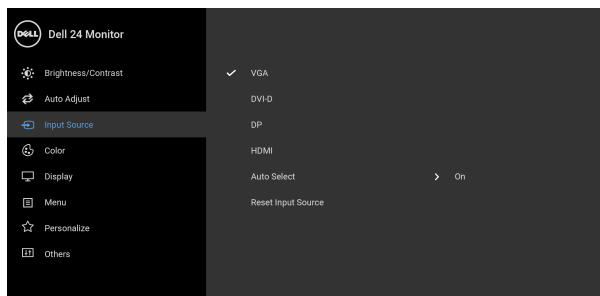 DELL Dell 24 Monitor
Brightness/Contrast
VGA
Auto Adjust
DVI-D
Input Source
DP
Color
HDMI
Display
Auto Select On
Menu
Reset Input Source
Personalize
Others